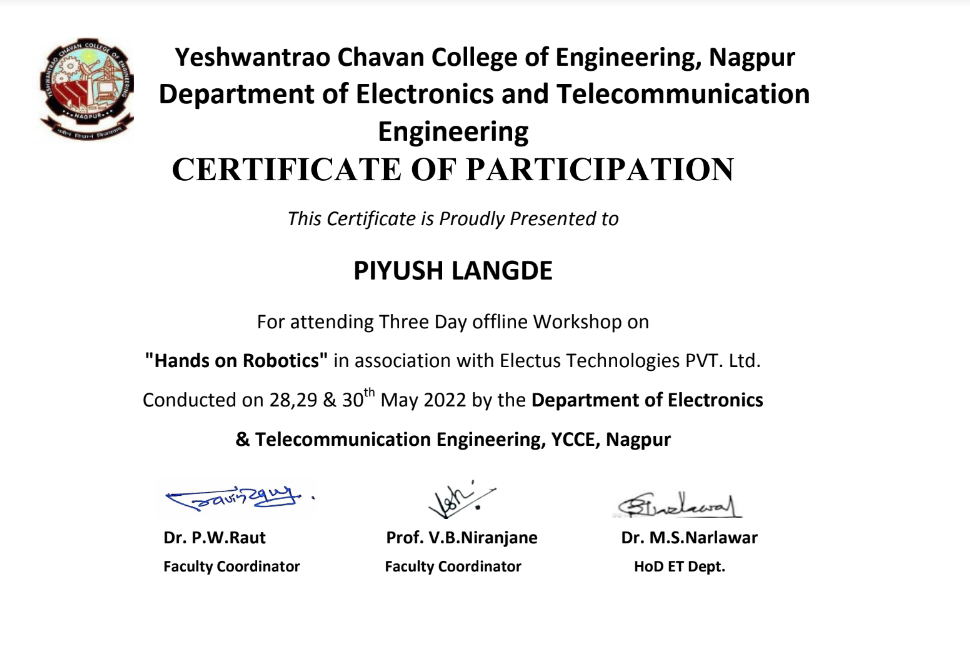 Yeshwantrao Chavan College of Engineering, Nagpur
Department of Electronics and Telecommunication
Engineering
CERTIFICATE OF PARTICIPATION
YESHWANTRAO CHAVAN COLLEGE OF ENGINEERING
NAGPUR
This Certificate is Proudly Presented to
PIYUSH LANGDE
For attending Three Day offline Workshop on
"Hands on Robotics" in association with Electus Technologies PVT. Ltd.
Conducted on 28,29 & 30th May 2022 by the Department of Electronics
& Telecommunication Engineering, YCCE, Nagpur
Dr. P.W.Raut Prof. V.B.Niranjane Dr. M.S.Narlawar
Faculty Coordinator Faculty Coordinator HoD ET Dept.